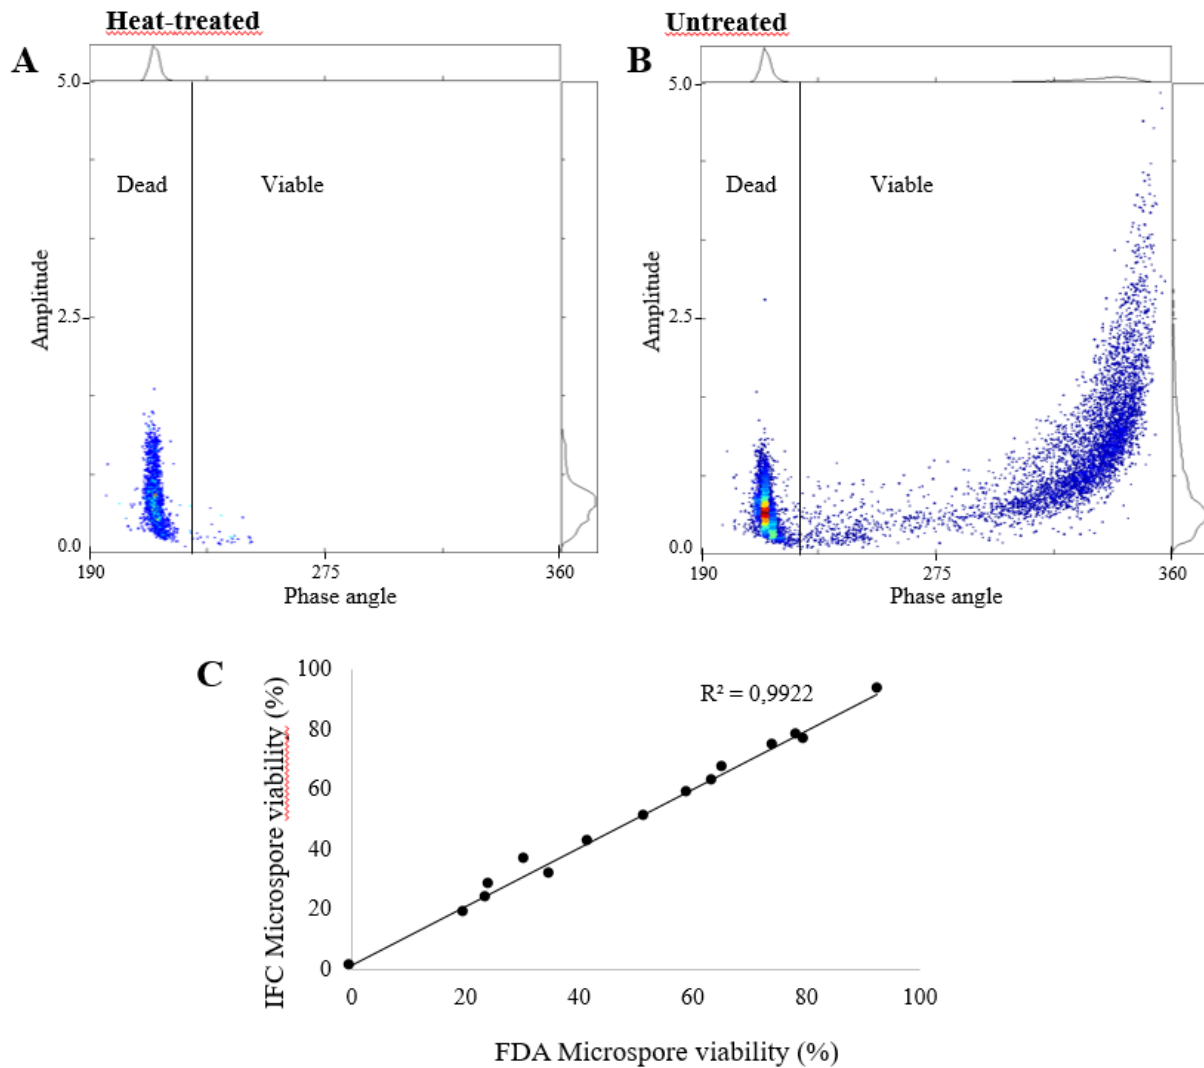 Heat-treated
Untreated
A
B
5.0
5.0
Dead
Viable
Dead
Viable
Amplitude
Amplitude
2.5
2.5
0.0
0.0
190
275
360
190
275
360
Phase angle
Phase angle
C
100
R² = 0,9922
80
60
40
20
0
IFC Microspore viability (%)
0
20
40
60
80
100
FDA Microspore viability (%)